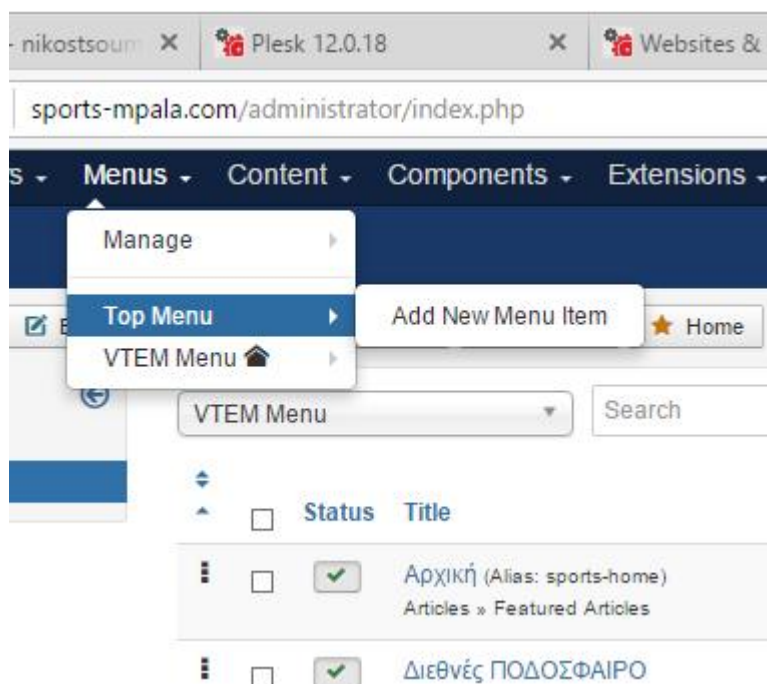 nikostsoum
Plesk 12.0.18
Websites &
sports-mpala.com/administrator/index.php
Menus
Content
Components
Extensions
Manage
Top Menu
Add New Menu Item
Home
VTEM Menu
VTEM Menu
Search
Status Title
Αρχική (Alias: sports-home)
Articles » Featured Articles
Διεθνές ΠΟΔΟΣΦΑΙΡΟ